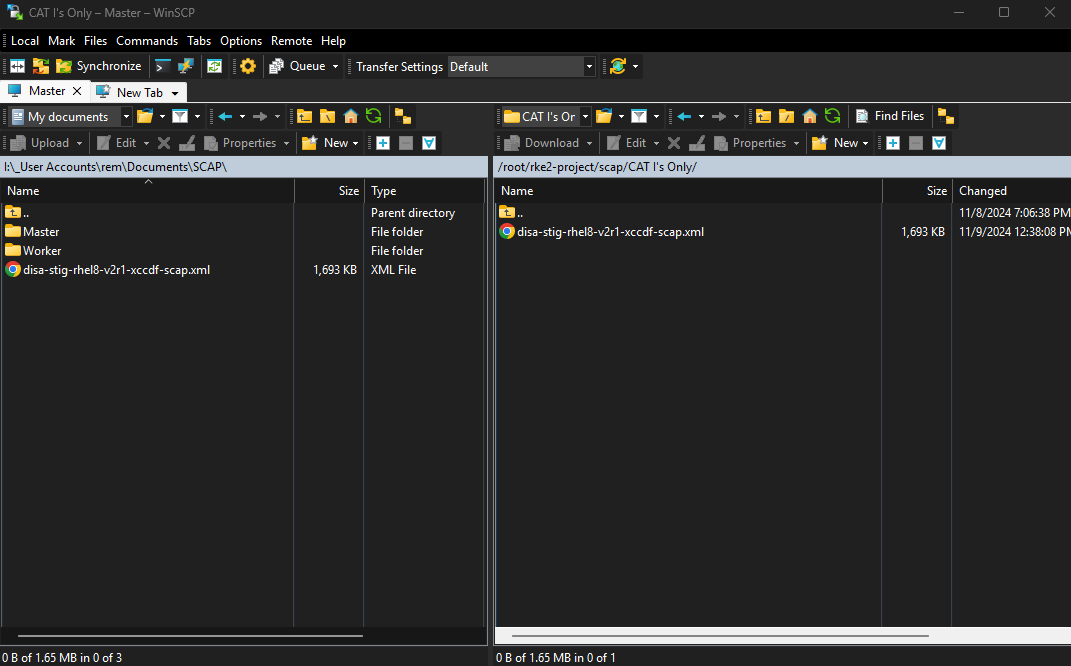 CAT I's Only – Master – WinSCP
Local Mark Files Commands Tabs Options Remote Help
Synchronize Queue Transfer Settings Default
Master New Tab
My documents
Upload Edit Properties New
I:\_User Accounts\rem\Documents\SCAP\
Name Size Type
.. Parent directory
Master File folder
Worker File folder
disa-stig-rhel8-v2r1-xccdf-scap.xml 1,693 KB XML File
0 B of 1.65 MB in 0 of 3
CAT I's Or Find Files
Download Edit Properties New
/root/rke2-project/scap/CAT I's Only/
Name Size Changed
.. 11/8/2024 7:06:38 PM
disa-stig-rhel8-v2r1-xccdf-scap.xml 1,693 KB 11/9/2024 12:38:08 PM
0 B of 1.65 MB in 0 of 1